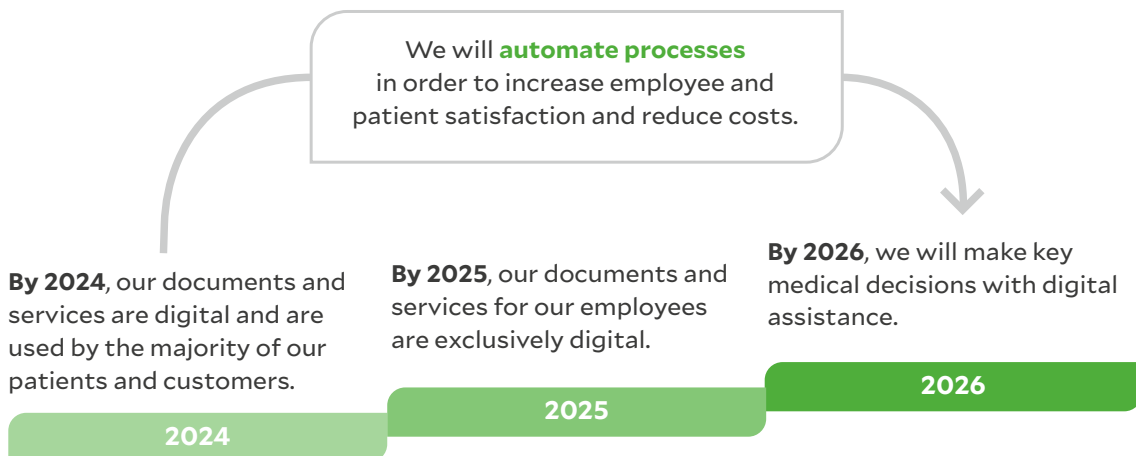 We will automate processes
in order to increase employee and
patient satisfaction and reduce costs.
By 2024, our documents and
services are digital and are
used by the majority of our
patients and customers.
2024
By 2025, our documents and
services for our employees
are exclusively digital.
2025
By 2026, we will make key
medical decisions with digital
assistance.
2026